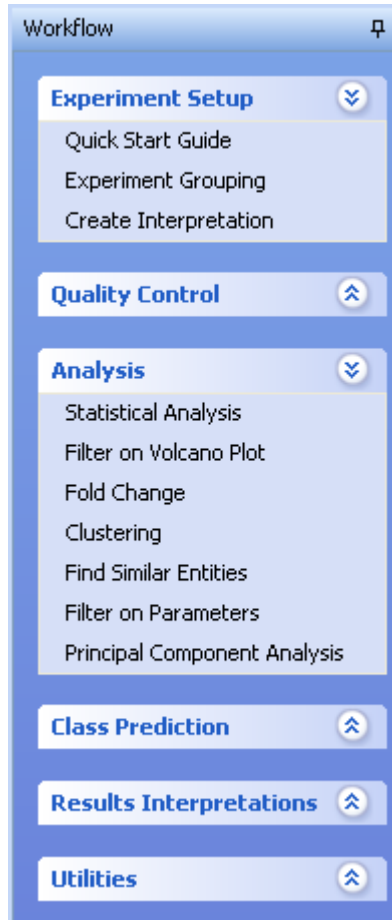 Workflow
Experiment Setup
Quick Start Guide
Experiment Grouping
Create Interpretation
Quality Control
Analysis
Statistical Analysis
Filter on Volcano Plot
Fold Change
Clustering
Find Similar Entities
Filter on Parameters
Principal Component Analysis
Class Prediction
Results Interpretations
Utilities